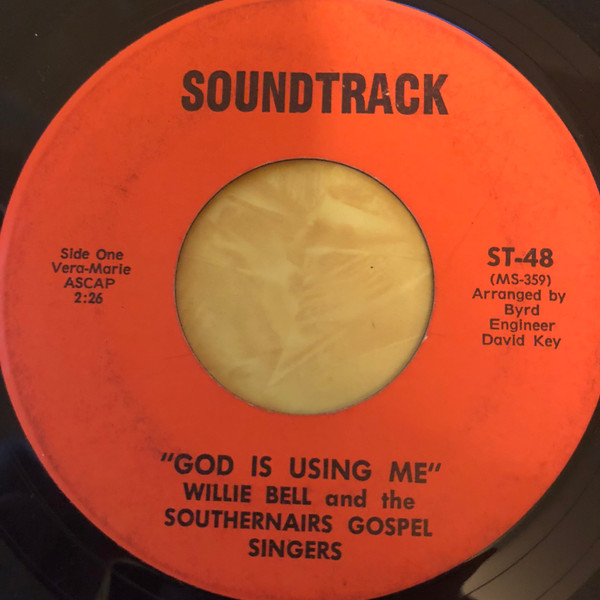 SOUNDTRACK
Side One
Vera-Marie
ASCAP
2:26
ST-48
(MS-359)
Arranged by
Byrd
Engineer
David Key
"GOD IS USING ME"
WILLIE BELL and the
SOUTHERNAIRS GOSPEL
SINGERS